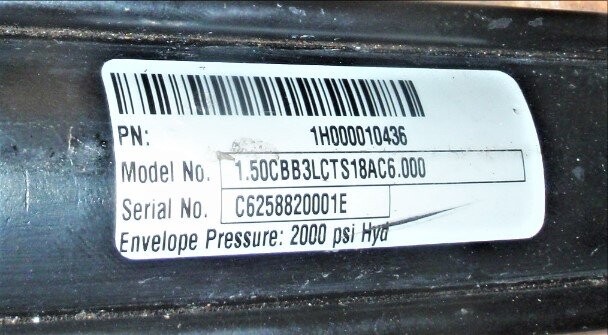 PN: 1H000010436
Model No. 1.50CBB3LCTS18AC6.000
Serial No. C6258820001E
Envelope Pressure: 2000 psi Hyd